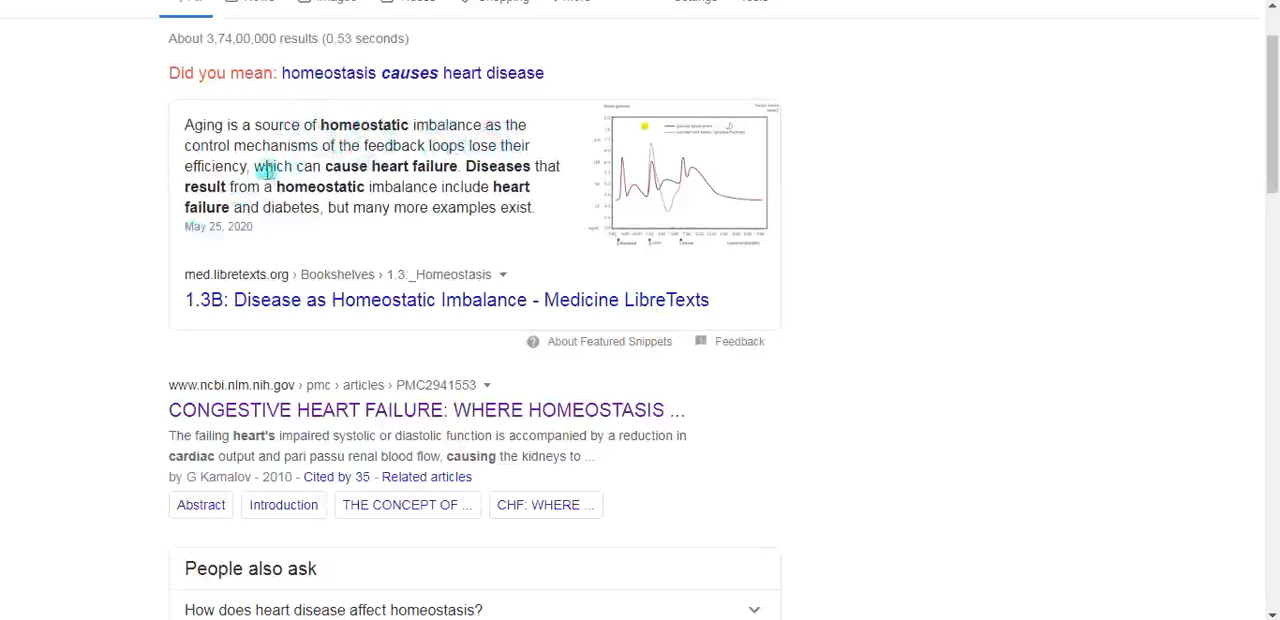 About 3,74,00,000 results (0.53 seconds)
Did you mean: homeostasis causes heart disease
Aging is a source of homeostatic imbalance as the
control mechanisms of the feedback loops lose their
efficiency, which can cause heart failure. Diseases that
result from a homeostatic imbalance include heart
failure and diabetes, but many more examples exist.
May 25, 2020
med.libretexts.org › Bookshelves › 1.3:_Homeostasis
1.3B: Disease as Homeostatic Imbalance - Medicine LibreTexts
About Featured Snippets Feedback
www.ncbi.nlm.nih.gov › pmc › articles › PMC2941553
CONGESTIVE HEART FAILURE: WHERE HOMEOSTASIS ...
The failing heart's impaired systolic or diastolic function is accompanied by a reduction in
cardiac output and pari passu renal blood flow, causing the kidneys to ...
by G Kamalov - 2010 - Cited by 35 - Related articles
Abstract Introduction THE CONCEPT OF ... CHF: WHERE ...
People also ask
How does heart disease affect homeostasis?